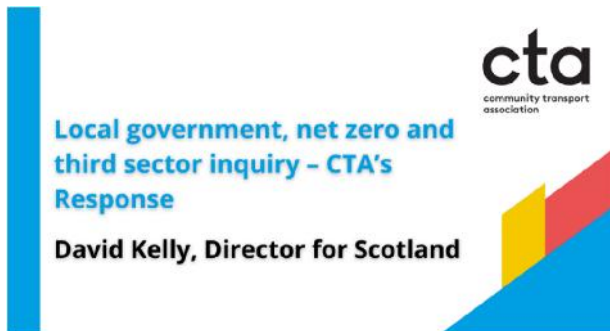 cta
community transport
association
Local government, net zero and
third sector inquiry – CTA's
Response
David Kelly, Director for Scotland